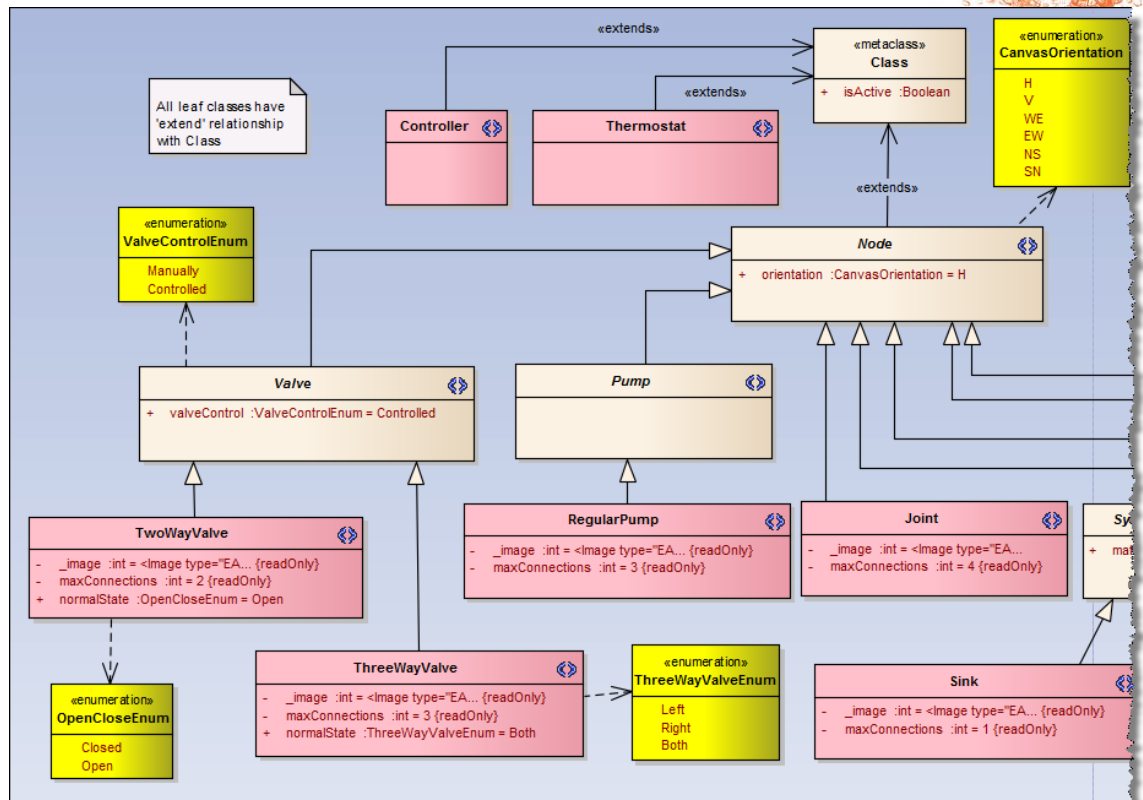 «extends»
«metaclass»
Class
+ isActive :Boolean
«enumeration»
CanvasOrientation
H
V
WE
EW
NS
SN
All leaf classes have
'extend' relationship
with Class
«extends»
Controller
Thermostat
«extends»
«enumeration»
ValveControlEnum
Manually
Controlled
Node
+ orientation :CanvasOrientation = H
Valve
+ valveControl :ValveControlEnum = Controlled
Pump
TwoWayValve
- _image :int = <Image type="EA... {readOnly}
- maxConnections :int = 2 {readOnly}
+ normalState :OpenCloseEnum = Open
RegularPump
- _image :int = <Image type="EA... {readOnly}
- maxConnections :int = 3 {readOnly}
Joint
- _image :int = <Image type="EA...
- maxConnections :int = 4 {readOnly}
«enumeration»
OpenCloseEnum
Closed
Open
ThreeWayValve
- _image :int = <Image type="EA... {readOnly}
- maxConnections :int = 3 {readOnly}
+ normalState :ThreeWayValveEnum = Both
«enumeration»
ThreeWayValveEnum
Left
Right
Both
Sink
- _image :int = <Image type="EA... {readOnly}
- maxConnections :int = 1 {readOnly}